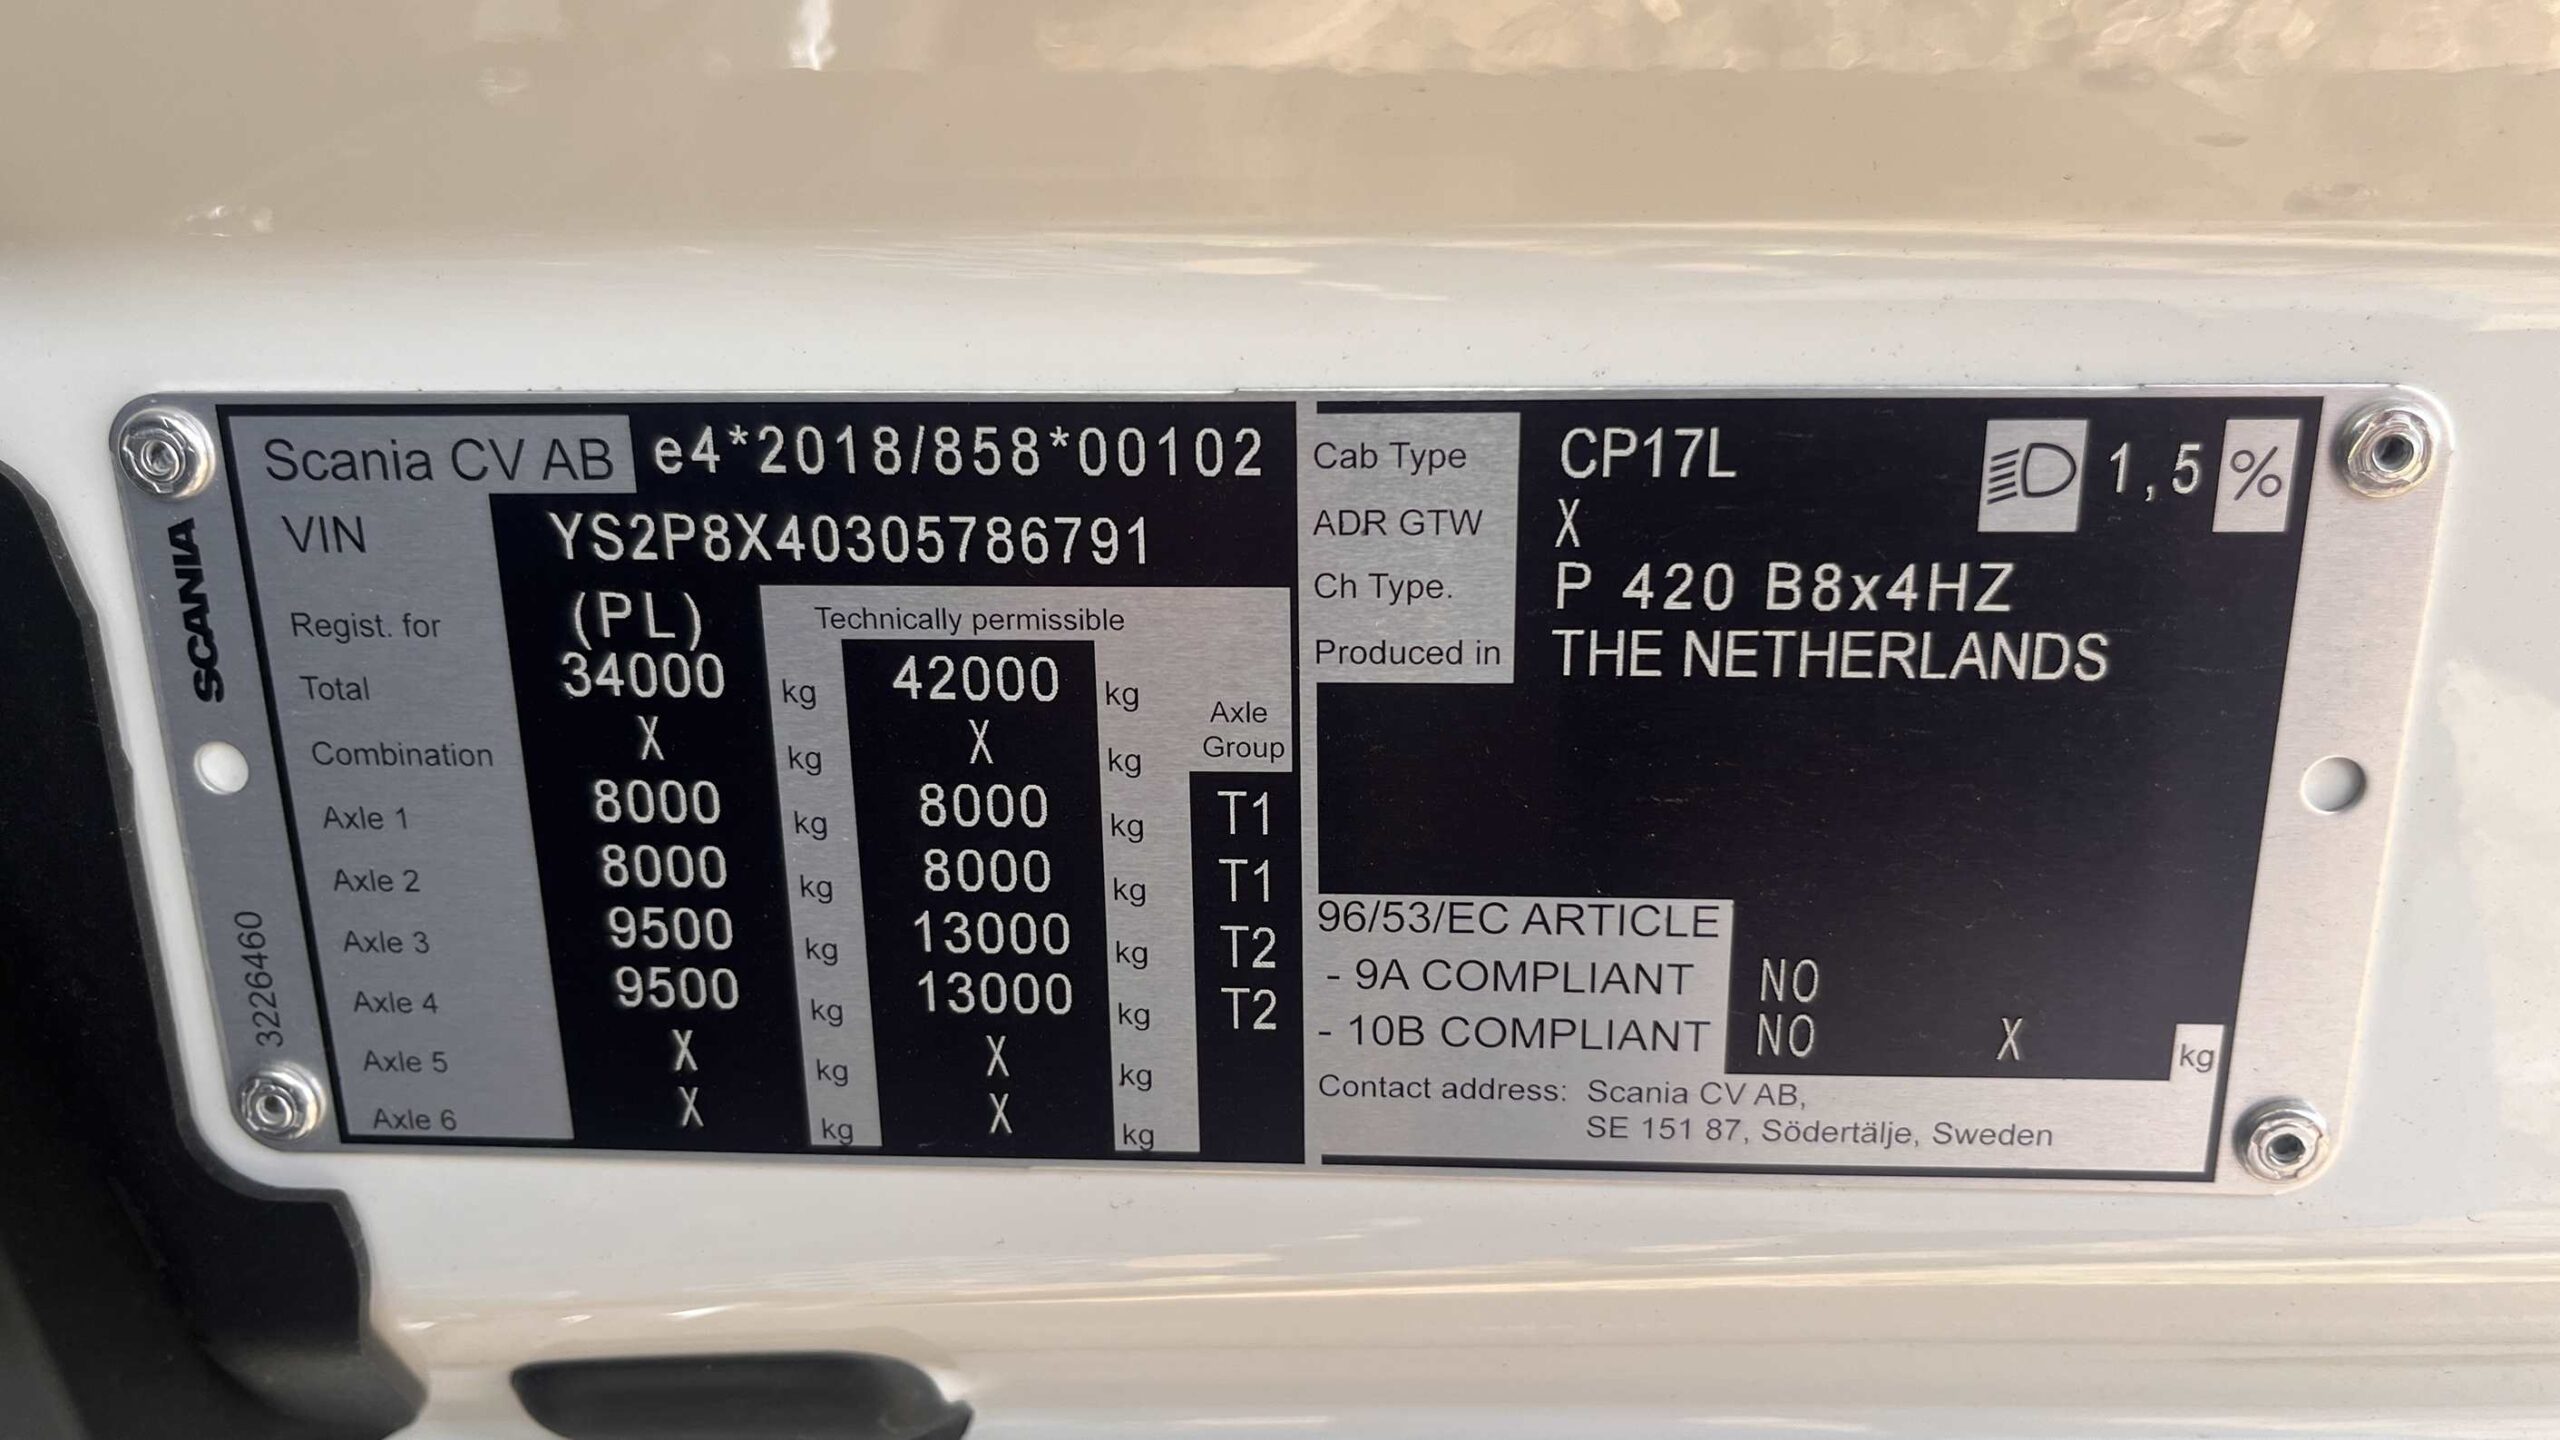 SCANIA
3226460
Scania CV AB e4*2018/858*00102
VIN YS2P8X40305786791
Regist. for (PL) Technically permissible
Total 34000 kg 42000 kg
Axle
Group
Combination X kg X kg
Axle 1 8000 kg 8000 kg T1
Axle 2 8000 kg 8000 kg T1
Axle 3 9500 kg 13000 kg T2
Axle 4 9500 kg 13000 kg T2
Axle 5 X kg X kg
Axle 6 X kg X kg
Cab Type CP17L 1,5 %
ADR GTW X
Ch Type. P 420 B8x4HZ
Produced in THE NETHERLANDS
96/53/EC ARTICLE
- 9A COMPLIANT NO
- 10B COMPLIANT NO X kg
Contact address: Scania CV AB,
SE 151 87, Södertälje, Sweden